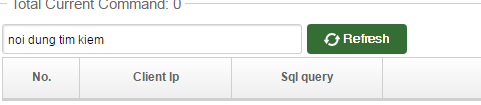 Total Current Command: 0
noi dung tim kiem Refresh
No. Client Ip Sql query